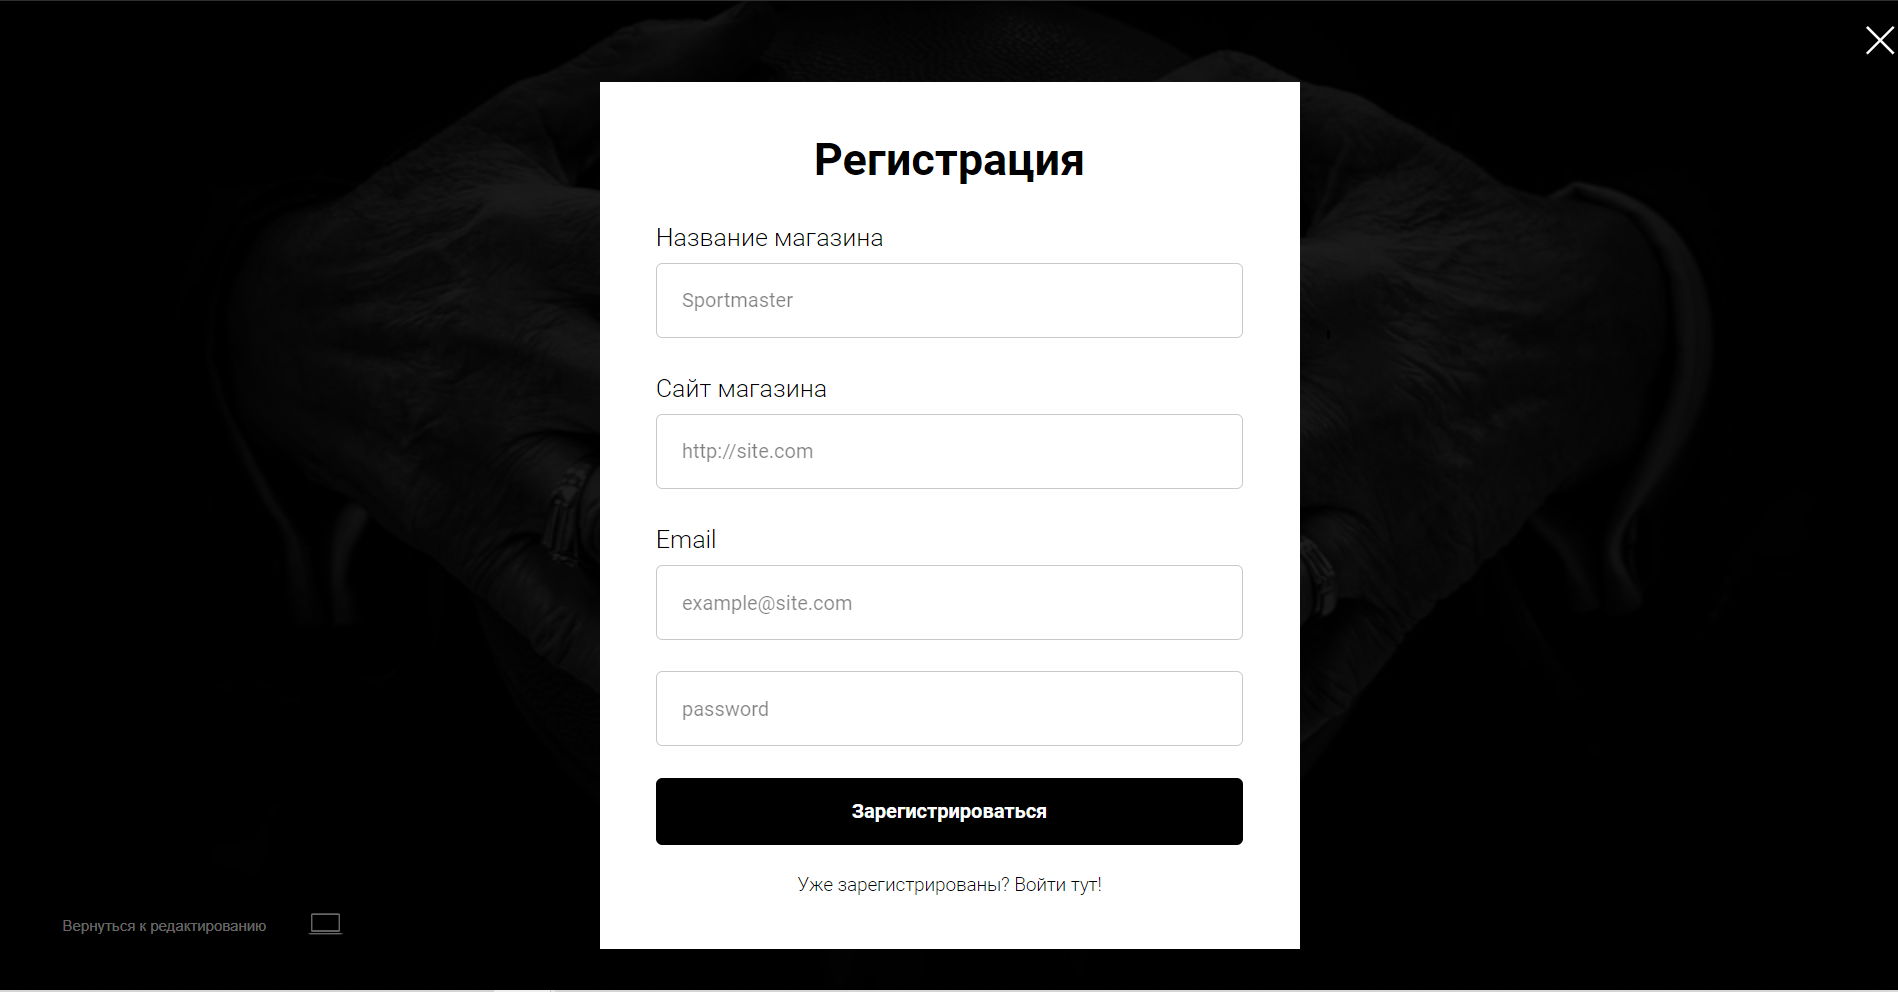 Регистрация
Название магазина
Sportmaster
Сайт магазина
http://site.com
Email
example@site.com
password
Зарегистрироваться
Уже зарегистрированы? Войти тут!
Вернуться к редактированию